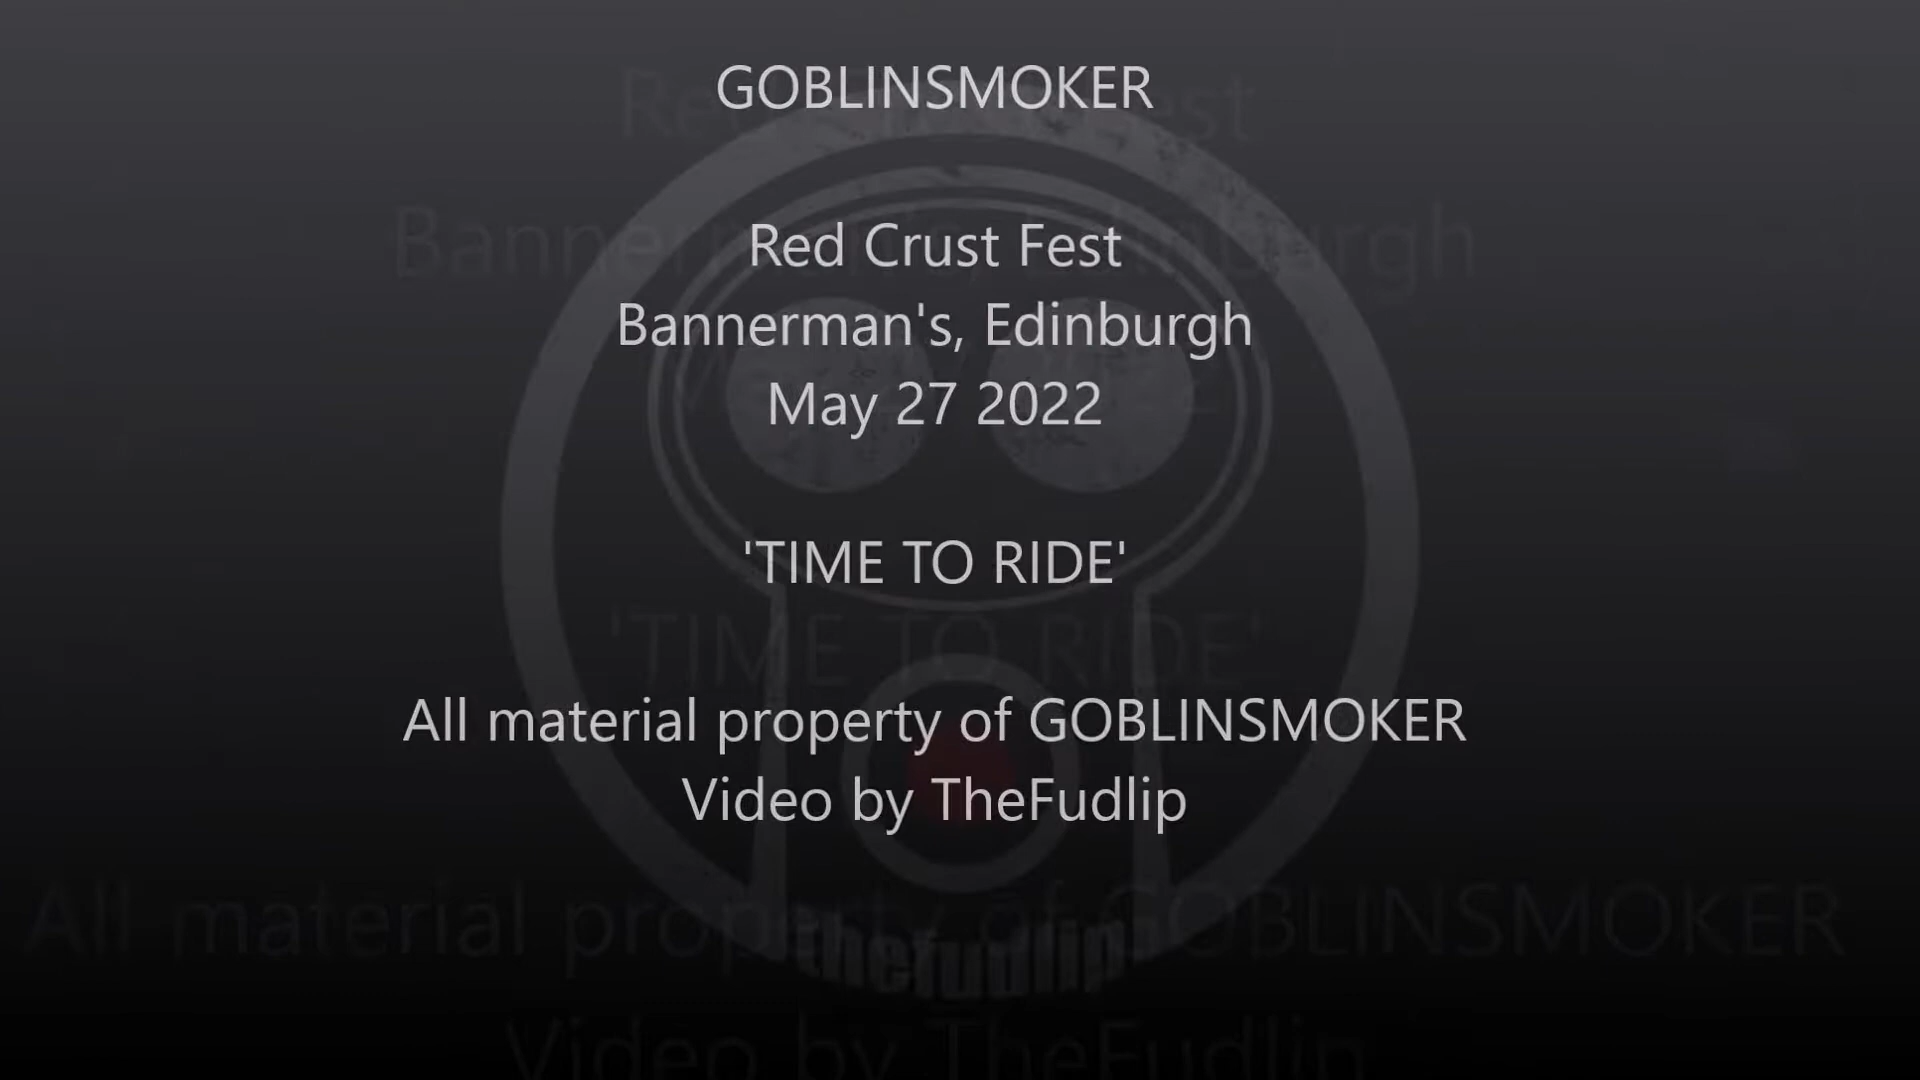 GOBLINSMOKER
Red Crust Fest
Bannerman's, Edinburgh
May 27 2022
'TIME TO RIDE'
All material property of GOBLINSMOKER
Video by TheFudlip
thefudlip